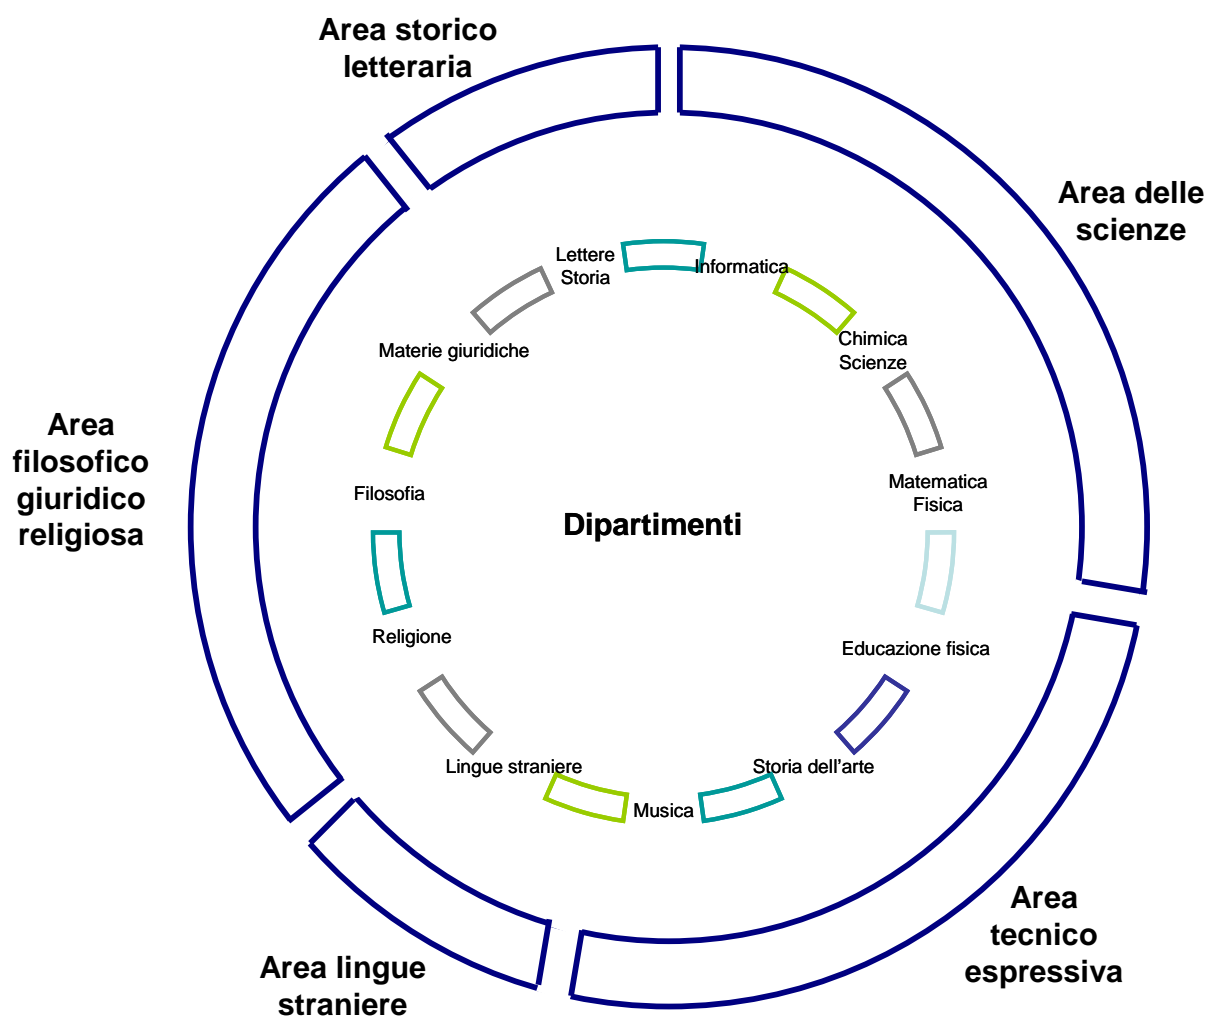 Area storico
letteraria
Area delle
scienze
Lettere
Storia
Informatica
Chimica
Scienze
Materie giuridiche
Area
filosofico
giuridico
religiosa
Matematica
Fisica
Filosofia
Dipartimenti
Religione
Educazione fisica
Lingue straniere
Storia dell'arte
Musica
Area
tecnico
espressiva
Area lingue
straniere